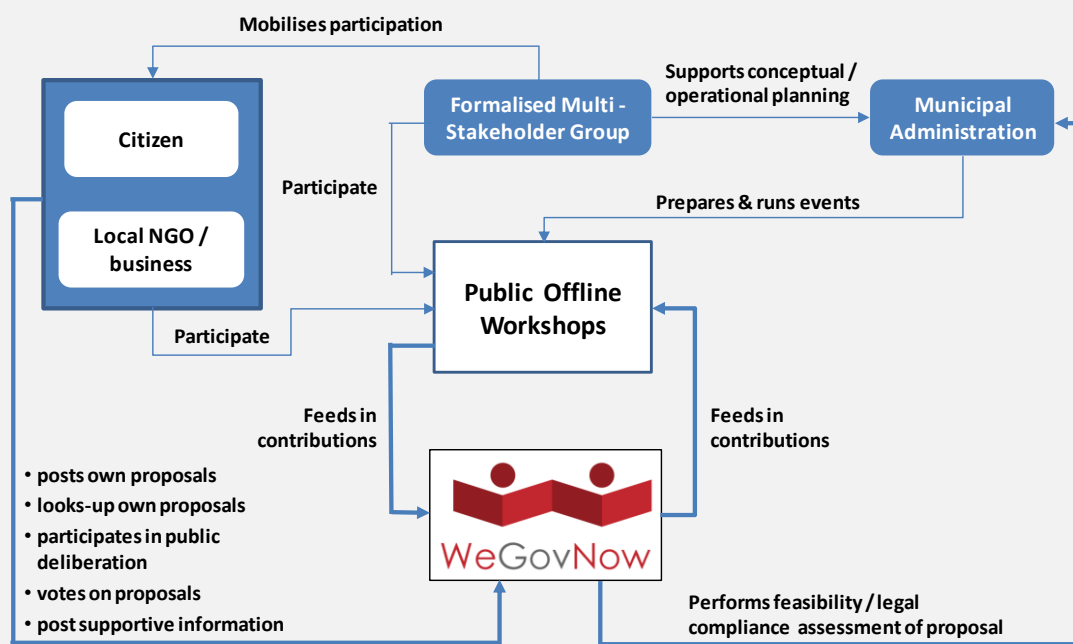 Mobilises participation
Supports conceptual /
operational planning
Formalised Multi -
Stakeholder Group
Municipal
Administration
Citizen
Participate
Prepares & runs events
Local NGO /
business
Public Offline
Workshops
Participate
Feeds in
contributions
Feeds in
contributions
• posts own proposals
• looks-up own proposals
• participates in public
deliberation
• votes on proposals
• post supportive information
WeGovNow
Performs feasibility / legal
compliance assessment of proposal